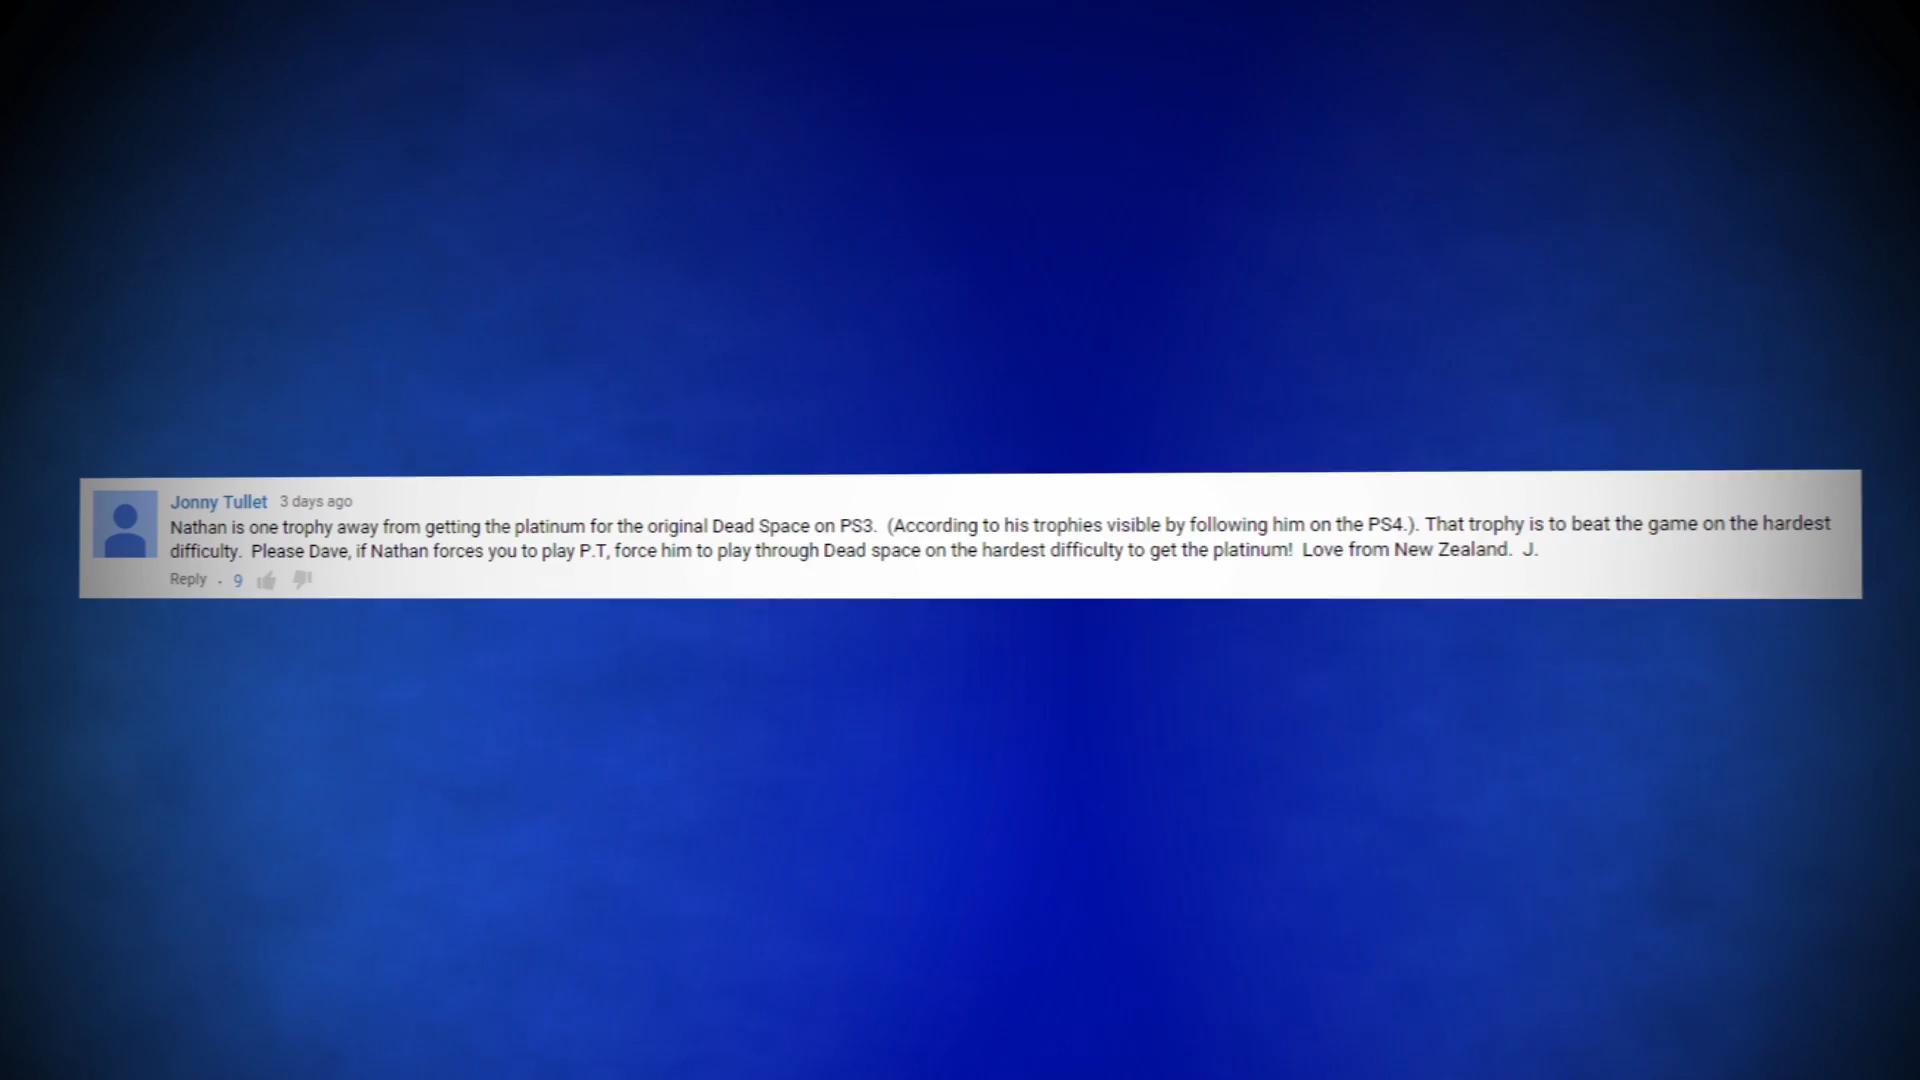 Jonny Tullet 3 days ago
Nathan is one trophy away from getting the platinum for the original Dead Space on PS3.  (According to his trophies visible by following him on the PS4.). That trophy is to beat the game on the hardest
difficulty.  Please Dave, if Nathan forces you to play P.T, force him to play through Dead space on the hardest difficulty to get the platinum!  Love from New Zealand.  J.
Reply · 9